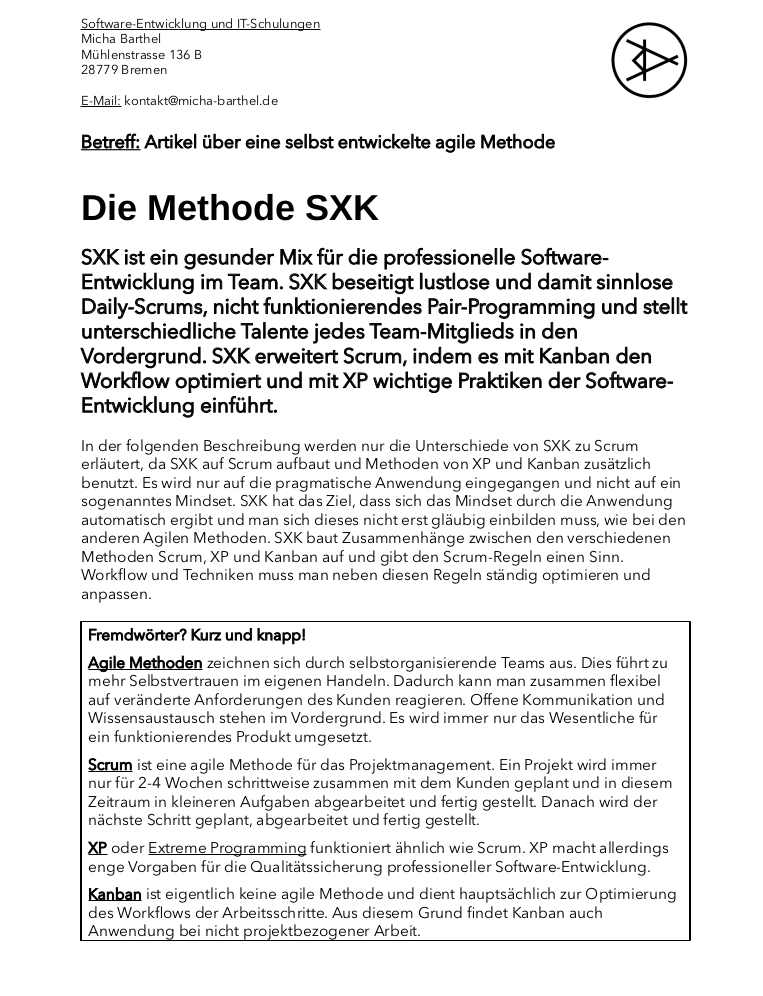 Software-Entwicklung und IT-Schulungen
Micha Barthel
Mühlenstrasse 136 B
28779 Bremen
E-Mail: kontakt@micha-barthel.de
Betreff: Artikel über eine selbst entwickelte agile Methode
Die Methode SXK
SXK ist ein gesunder Mix für die professionelle Software-
Entwicklung im Team. SXK beseitigt lustlose und damit sinnlose
Daily-Scrums, nicht funktionierendes Pair-Programming und stellt
unterschiedliche Talente jedes Team-Mitglieds in den
Vordergrund. SXK erweitert Scrum, indem es mit Kanban den
Workflow optimiert und mit XP wichtige Praktiken der Software-
Entwicklung einführt.
In der folgenden Beschreibung werden nur die Unterschiede von SXK zu Scrum
erläutert, da SXK auf Scrum aufbaut und Methoden von XP und Kanban zusätzlich
benutzt. Es wird nur auf die pragmatische Anwendung eingegangen und nicht auf ein
sogenanntes Mindset. SXK hat das Ziel, dass sich das Mindset durch die Anwendung
automatisch ergibt und man sich dieses nicht erst gläubig einbilden muss, wie bei den
anderen Agilen Methoden. SXK baut Zusammenhänge zwischen den verschiedenen
Methoden Scrum, XP und Kanban auf und gibt den Scrum-Regeln einen Sinn.
Workflow und Techniken muss man neben diesen Regeln ständig optimieren und
anpassen.
Fremdwörter? Kurz und knapp!
Agile Methoden zeichnen sich durch selbstorganisierende Teams aus. Dies führt zu
mehr Selbstvertrauen im eigenen Handeln. Dadurch kann man zusammen flexibel
auf veränderte Anforderungen des Kunden reagieren. Offene Kommunikation und
Wissensaustausch stehen im Vordergrund. Es wird immer nur das Wesentliche für
ein funktionierendes Produkt umgesetzt.
Scrum ist eine agile Methode für das Projektmanagement. Ein Projekt wird immer
nur für 2-4 Wochen schrittweise zusammen mit dem Kunden geplant und in diesem
Zeitraum in kleineren Aufgaben abgearbeitet und fertig gestellt. Danach wird der
nächste Schritt geplant, abgearbeitet und fertig gestellt.
XP oder Extreme Programming funktioniert ähnlich wie Scrum. XP macht allerdings
enge Vorgaben für die Qualitätssicherung professioneller Software-Entwicklung.
Kanban ist eigentlich keine agile Methode und dient hauptsächlich zur Optimierung
des Workflows der Arbeitsschritte. Aus diesem Grund findet Kanban auch
Anwendung bei nicht projektbezogener Arbeit.